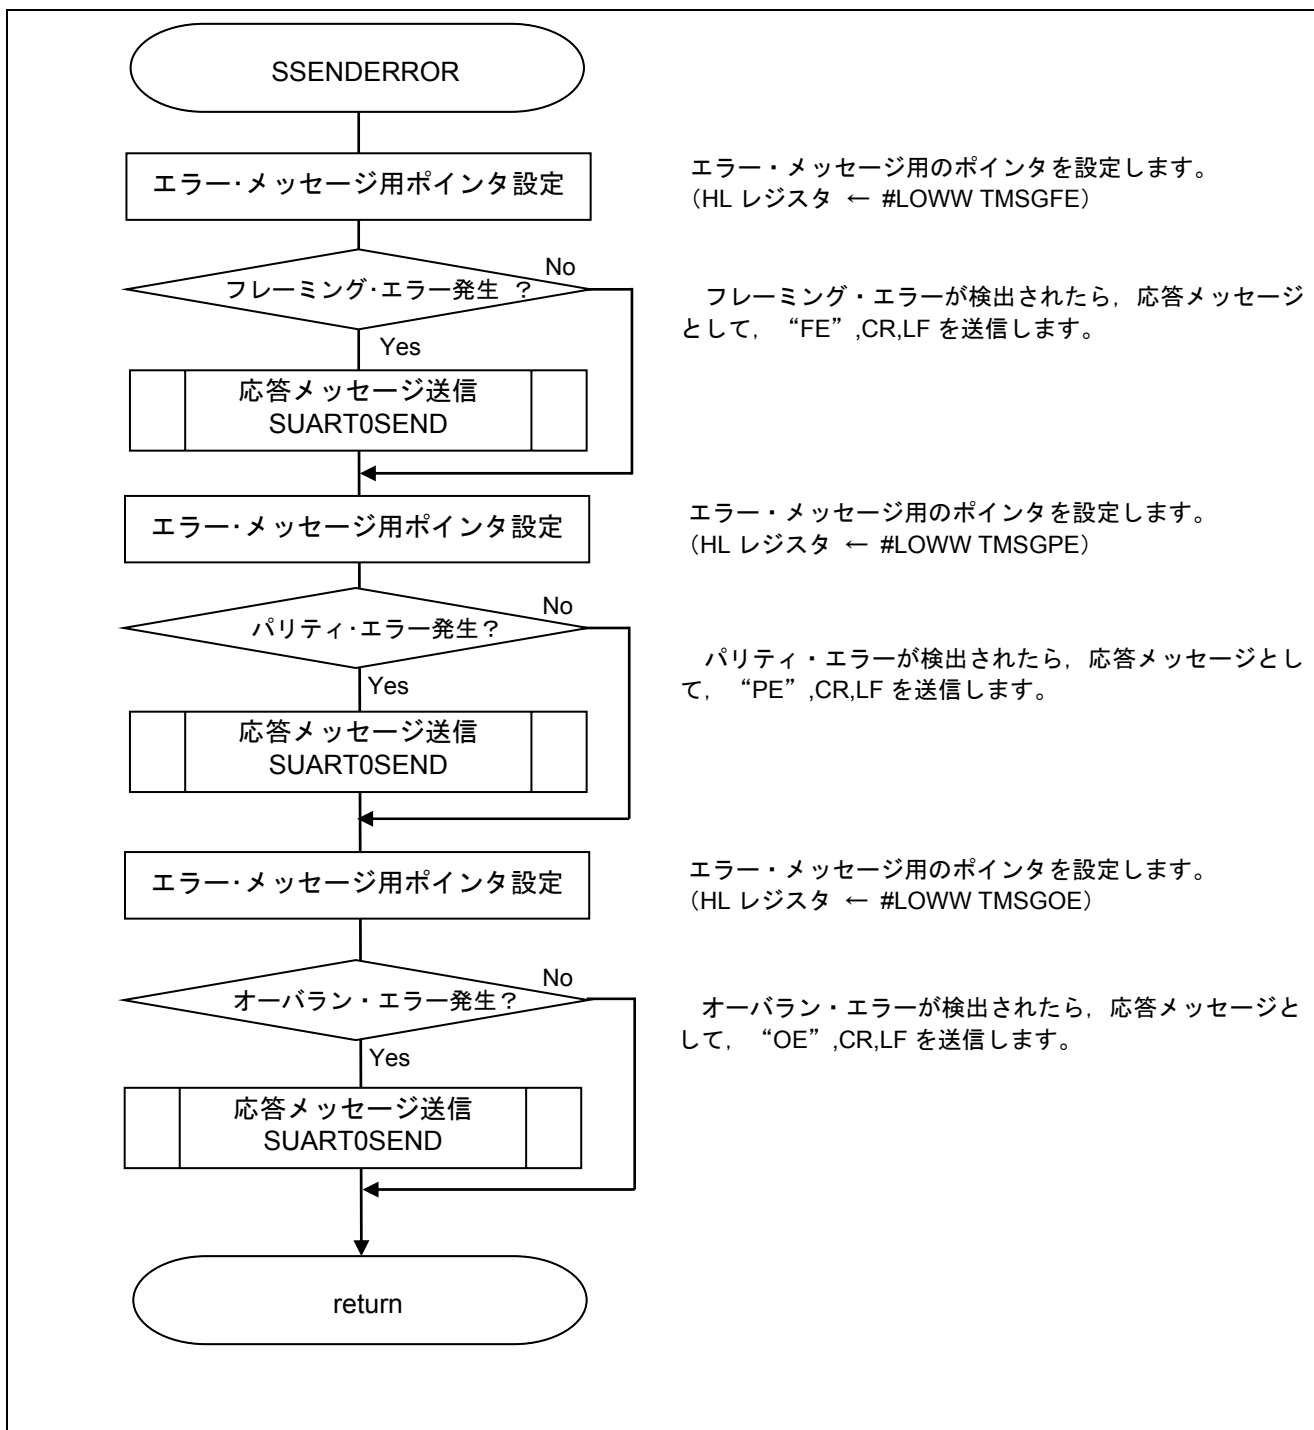 SSENDERROR
エラー･メッセージ用ポインタ設定
エラー・メッセージ用のポインタを設定します。
（HL レジスタ ← #LOWW TMSGFE）
No
フレーミング･エラー発生 ？
フレーミング・エラーが検出されたら，応答メッセージ
として，“FE”,CR,LF を送信します。
Yes
応答メッセージ送信
SUART0SEND
エラー･メッセージ用ポインタ設定
エラー・メッセージ用のポインタを設定します。
（HL レジスタ ← #LOWW TMSGPE）
No
パリティ･エラー発生？
パリティ・エラーが検出されたら，応答メッセージとし
て，“PE”,CR,LF を送信します。
Yes
応答メッセージ送信
SUART0SEND
エラー･メッセージ用ポインタ設定
エラー・メッセージ用のポインタを設定します。
（HL レジスタ ← #LOWW TMSGOE）
No
オーバラン・エラー発生？
オーバラン・エラーが検出されたら，応答メッセージと
して，“OE”,CR,LF を送信します。
Yes
応答メッセージ送信
SUART0SEND
return